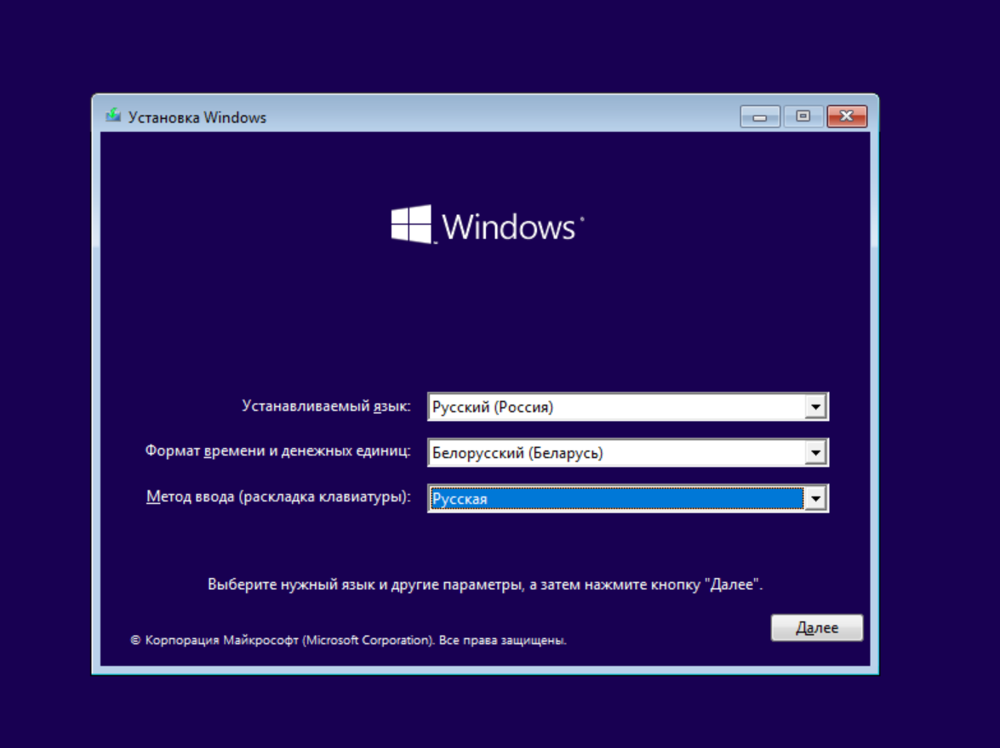 Установка Windows
Windows
Устанавливаемый язык: Русский (Россия)
Формат времени и денежных единиц: Белорусский (Беларусь)
Метод ввода (раскладка клавиатуры): Русская
Выберите нужный язык и другие параметры, а затем нажмите кнопку "Далее".
Далее
© Корпорация Майкрософт (Microsoft Corporation). Все права защищены.